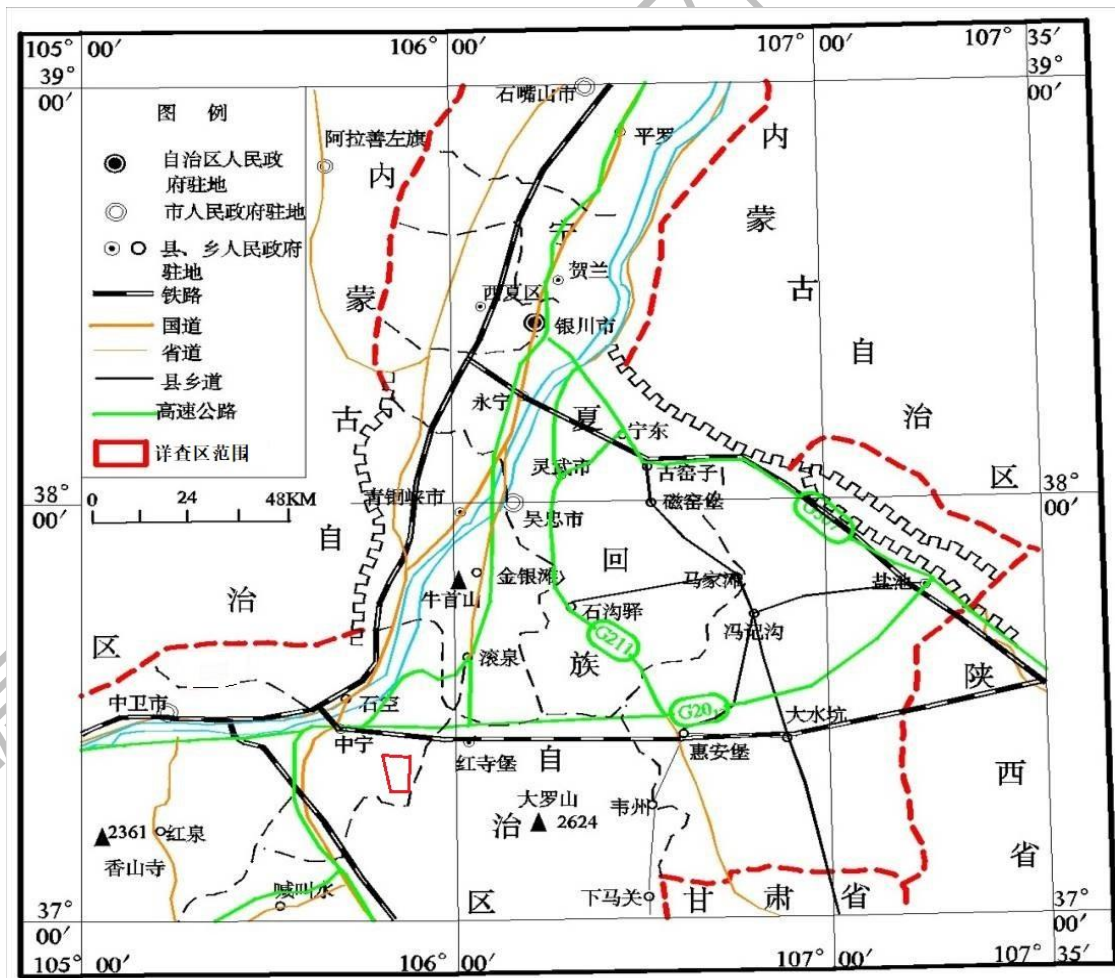 105°
00′
106°
00′
107°
00′
107°
35′
39°
00′
39°
00′
图 例
自治区人民政
府驻地
市人民政府驻地
县、乡人民政府
驻地
铁路
国道
省道
县乡道
高速公路
详查区范围
0 24 48KM
石嘴山市
平罗
阿拉善左旗
内
内
蒙
宁
贺兰
古
蒙
西夏区
银川市
自
古
永宁
夏
宁东
治
灵武市
古窑子
区
38°
00′
青铜峡市
吴忠市
磁窑堡
38°
00′
自
回
金银滩
牛首山
马家滩
盐池
治
石沟驿
冯记沟
G211
区
滚泉
族
陕
中卫市
石空
G20
大水坑
中宁
红寺堡
自
惠安堡
西
大罗山
韦州
2361
红泉
治
2624
香山寺
省
喊叫水
区
下马关
甘
肃
省
37°
00′
37°
00′
105°
00′
106°
00′
107°
00′
107°
35′